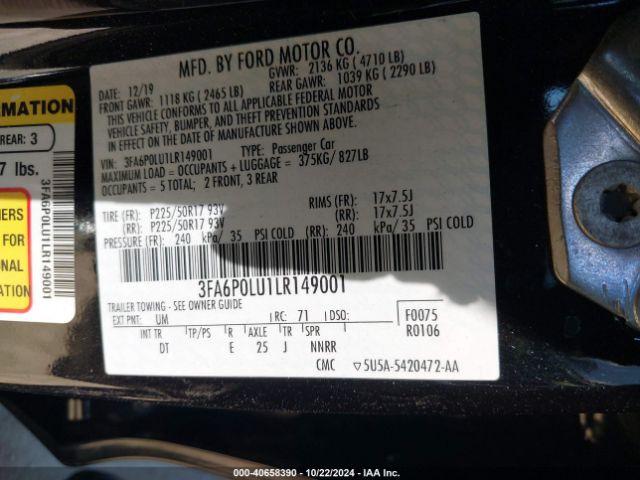 MFD. BY FORD MOTOR CO.
DATE: 12/19
GVWR: 2136 KG ( 4710 LB)
FRONT GAWR: 1118 KG ( 2465 LB)
REAR GAWR: 1039 KG ( 2290 LB)
THIS VEHICLE CONFORMS TO ALL APPLICABLE FEDERAL MOTOR
VEHICLE SAFETY, BUMPER, AND THEFT PREVENTION STANDARDS
IN EFFECT ON THE DATE OF MANUFACTURE SHOWN ABOVE.
VIN: 3FA6P0LU1LR149001 TYPE: Passenger Car
MAXIMUM LOAD = OCCUPANTS + LUGGAGE = 375KG/ 827LB
OCCUPANTS = 5 TOTAL; 2 FRONT, 3 REAR
TIRE (FR): P225/50R17 93V RIMS (FR): 17x7.5J
(RR): P225/50R17 93V (RR): 17x7.5J
PRESSURE (FR): 240 kPa/ 35 PSI COLD (RR): 240 kPa/ 35 PSI COLD
3FA6P0LU1LR149001
TRAILER TOWING - SEE OWNER GUIDE
EXT PNT: UM RC: 71 DSO: F0075
INT TR TP/PS R AXLE TR SPR R0106
DT E 25 J NNRR
CMC ▽5U5A-5420472-AA
RMATION
REAR: 3
7 lbs.
3FA6P0LU1LR149001
IERS
FOR
ONAL
ION
000-40658390 - 10/22/2024 - IAA Inc.